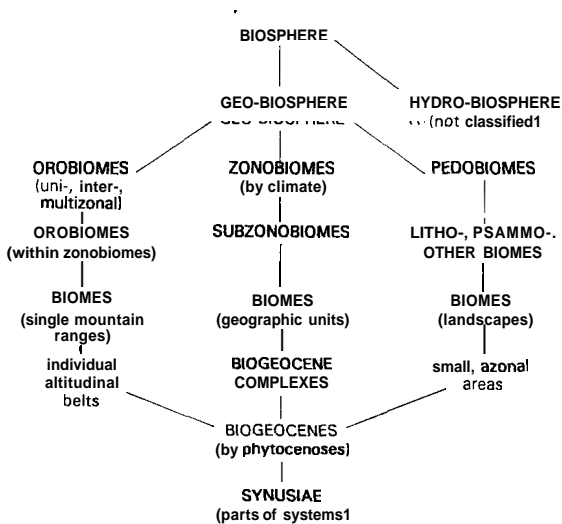 BIOSPHERE
GEO-BIOSPHERE
HYDRO-BIOSPHERE
(not classified1
OROBIOMES
(uni-, inter-,
multizonal)
ZONOBIOMES
(by climate)
PEDOBIOMES
OROBIOMES
(within zonobiomes)
SUBZONOBIOMES
LITHO-, PSAMMO-.
OTHER BIOMES
BIOMES
(single mountain
ranges)
BIOMES
(geographic units)
BIOMES
(landscapes)
individual
altitudinal
belts
BIOGEOCENE
COMPLEXES
small, azonal
areas
BIOGEOCENES
(by phytocenoses)
SYNUSIAE
(parts of systems1